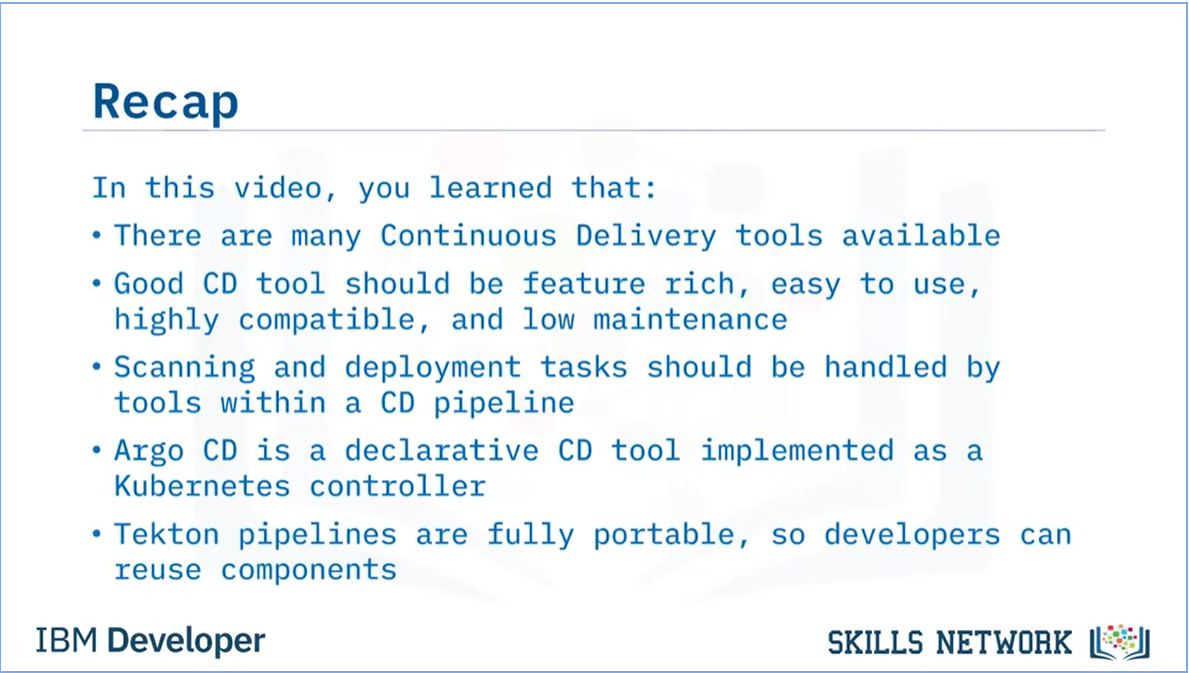 Recap
In this video, you learned that:
• There are many Continuous Delivery tools available
• Good CD tool should be feature rich, easy to use,
highly compatible, and low maintenance
• Scanning and deployment tasks should be handled by
tools within a CD pipeline
• Argo CD is a declarative CD tool implemented as a
Kubernetes controller
• Tekton pipelines are fully portable, so developers can
reuse components
IBM Developer
SKILLS NETWORK